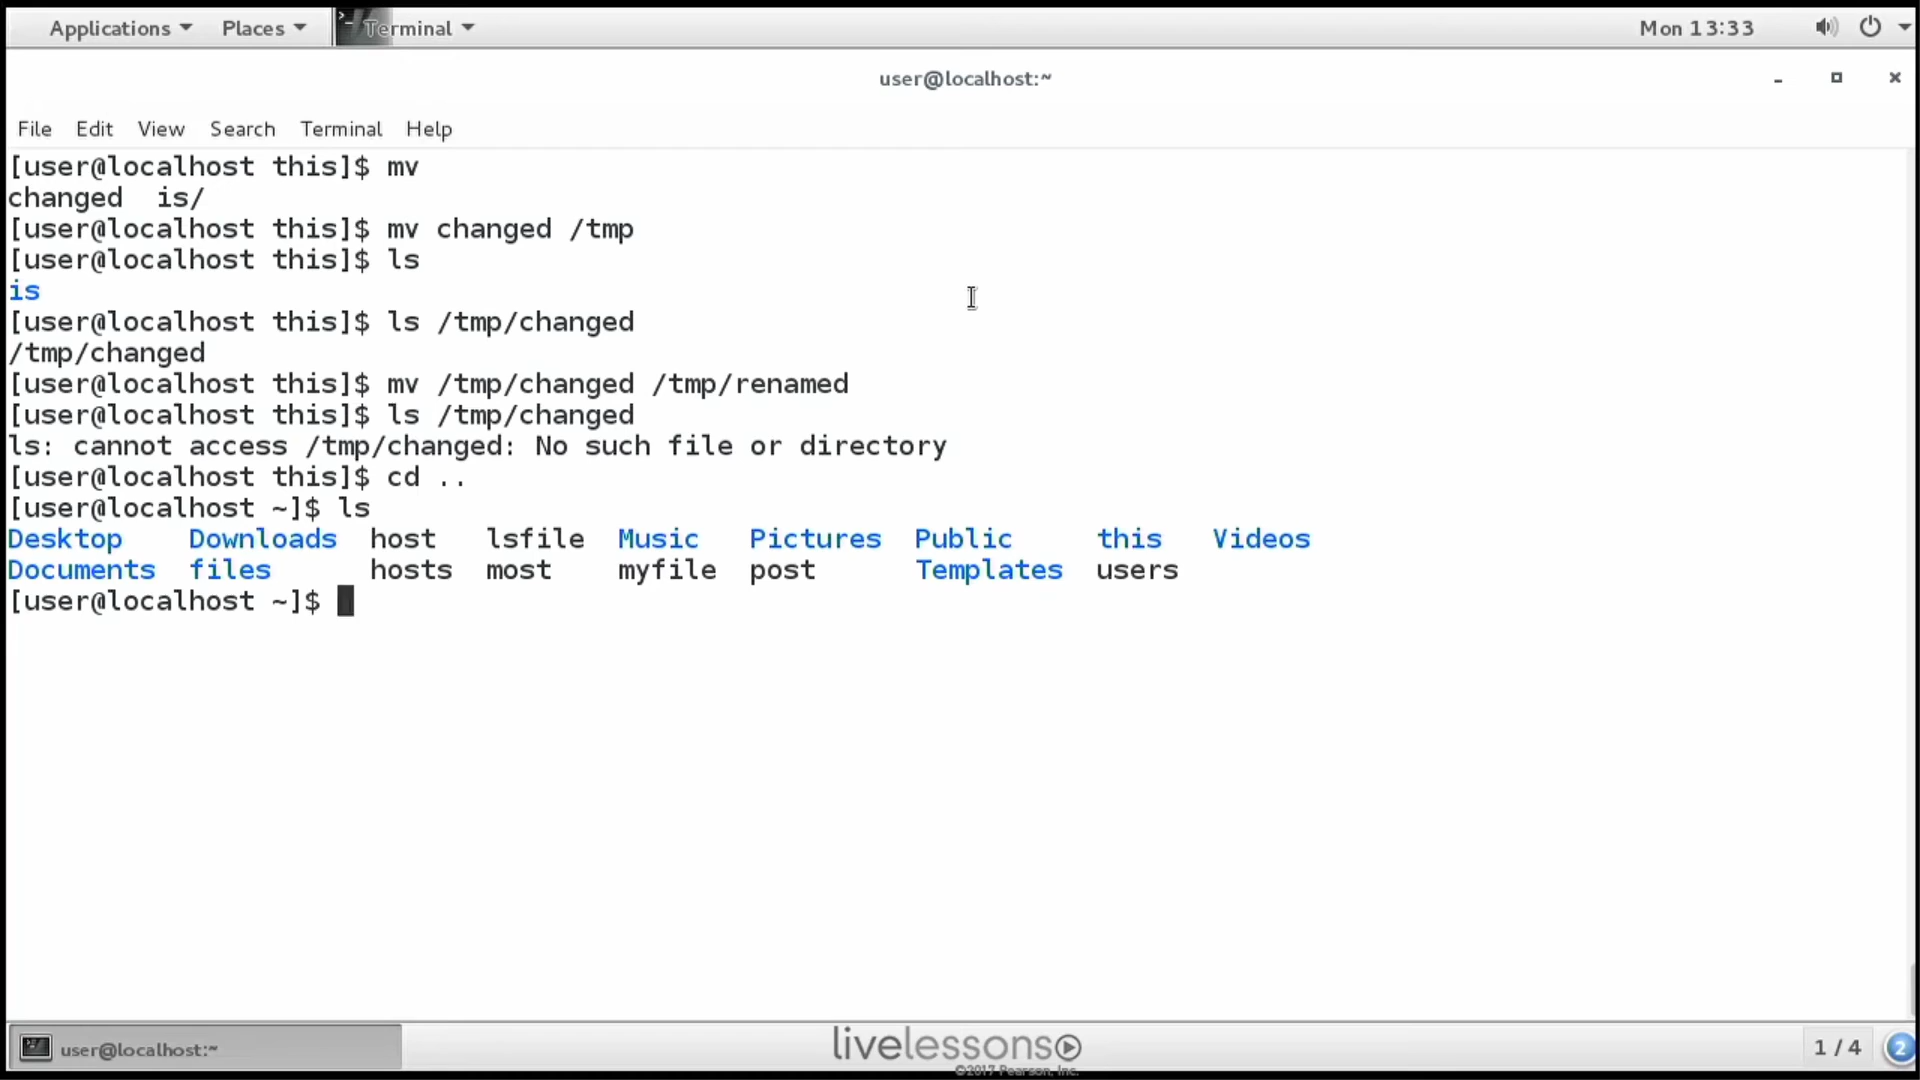 Applications Places Terminal Mon 13:33
user@localhost:~
File Edit View Search Terminal Help
[user@localhost this]$ mv
changed  is/
[user@localhost this]$ mv changed /tmp
[user@localhost this]$ ls
is
[user@localhost this]$ ls /tmp/changed
/tmp/changed
[user@localhost this]$ mv /tmp/changed /tmp/renamed
[user@localhost this]$ ls /tmp/changed
ls: cannot access /tmp/changed: No such file or directory
[user@localhost this]$ cd ..
[user@localhost ~]$ ls
Desktop    Downloads  host   lsfile  Music   Pictures  Public     this   Videos
Documents  files      hosts  most    myfile  post      Templates  users
[user@localhost ~]$
user@localhost:~ livelessons 1 / 4 2
©2017 Pearson, Inc.